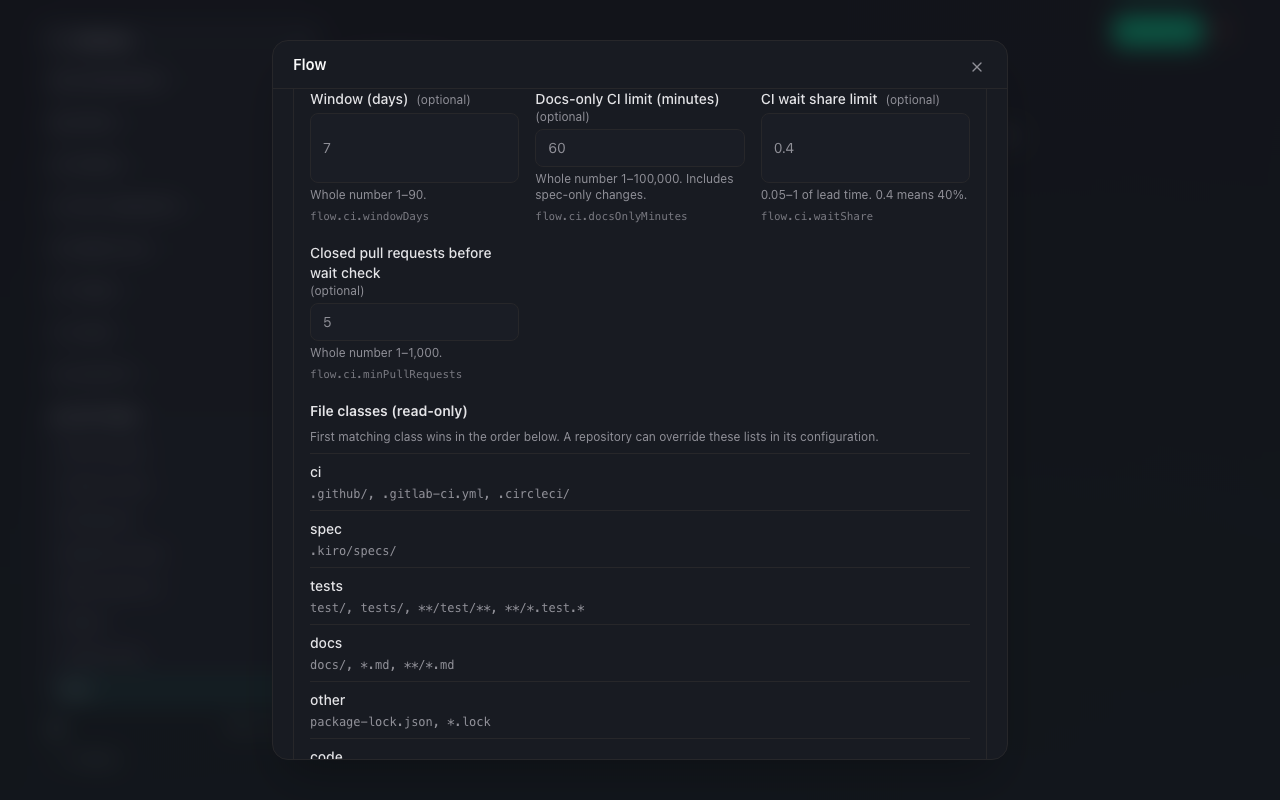 Flow
Window (days) (optional)
7
Whole number 1–90.
flow.ci.windowDays
Docs-only CI limit (minutes)
(optional)
60
Whole number 1–100,000. Includes
spec-only changes.
flow.ci.docsOnlyMinutes
CI wait share limit (optional)
0.4
0.05–1 of lead time. 0.4 means 40%.
flow.ci.waitShare
Closed pull requests before
wait check
(optional)
5
Whole number 1–1,000.
flow.ci.minPullRequests
File classes (read-only)
First matching class wins in the order below. A repository can override these lists in its configuration.
ci
.github/, .gitlab-ci.yml, .circleci/
spec
.kiro/specs/
tests
test/, tests/, **/test/**, **/*.test.*
docs
docs/, *.md, **/*.md
other
package-lock.json, *.lock
code